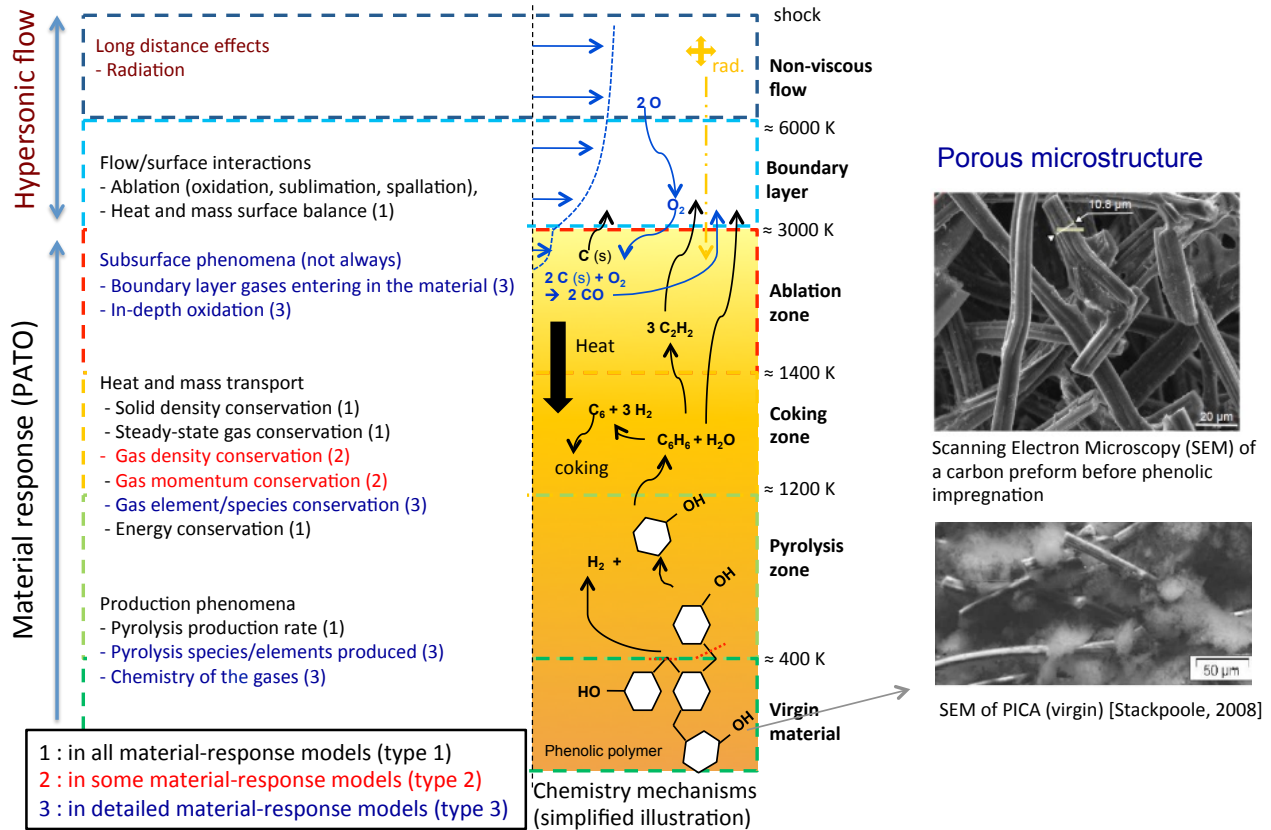 Hypersonic flow
Material response (PATO)
Long distance effects
- Radiation
Flow/surface interactions
- Ablation (oxidation, sublimation, spallation),
- Heat and mass surface balance (1)
Subsurface phenomena (not always)
- Boundary layer gases entering in the material (3)
- In-depth oxidation (3)
Heat and mass transport
- Solid density conservation (1)
- Steady-state gas conservation (1)
- Gas density conservation (2)
- Gas momentum conservation (2)
- Gas element/species conservation (3)
- Energy conservation (1)
Production phenomena
- Pyrolysis production rate (1)
- Pyrolysis species/elements produced (3)
- Chemistry of the gases (3)
1 : in all material-response models (type 1)
2 : in some material-response models (type 2)
3 : in detailed material-response models (type 3)
rad.
2 O
O₂
C (s)
2 C (s) + O₂
→ 2 CO
Heat
3 C₂H₂
C₆ + 3 H₂
C₆H₆ + H₂O
coking
OH
H₂ +
OH
HO
OH
Phenolic polymer
Chemistry mechanisms
(simplified illustration)
shock
Non-viscous
flow
≈ 6000 K
Boundary
layer
≈ 3000 K
Ablation
zone
≈ 1400 K
Coking
zone
≈ 1200 K
Pyrolysis
zone
≈ 400 K
Virgin
material
Porous microstructure
10.8 μm
20 μm
Scanning Electron Microscopy (SEM) of
a carbon preform before phenolic
impregnation
50 μm
SEM of PICA (virgin) [Stackpoole, 2008]